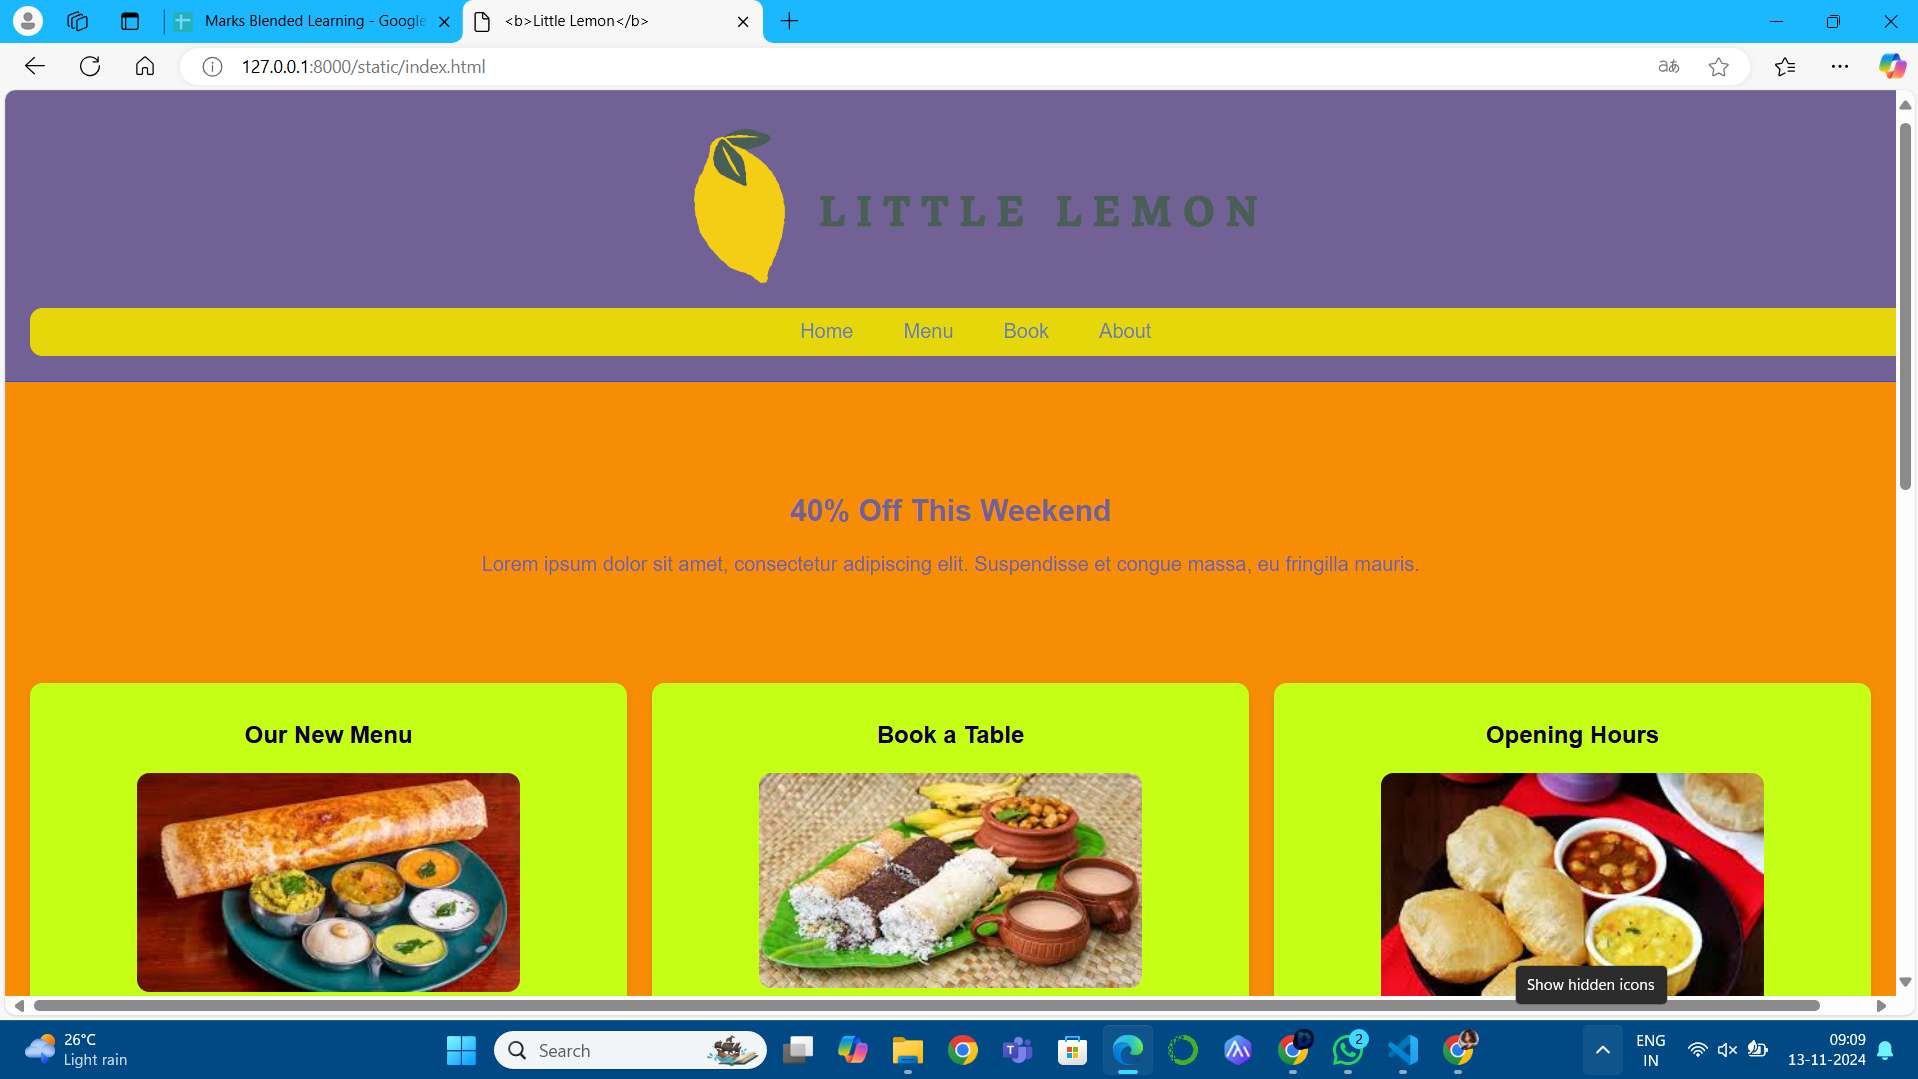 Marks Blended Learning - Google
<b>Little Lemon</b>
127.0.0.1:8000/static/index.html
LITTLE LEMON
Home Menu Book About
40% Off This Weekend
Lorem ipsum dolor sit amet, consectetur adipiscing elit. Suspendisse et congue massa, eu fringilla mauris.
Our New Menu
Book a Table
Opening Hours
Show hidden icons
26°C
Light rain
Search
2
ENG
IN
09:09
13-11-2024